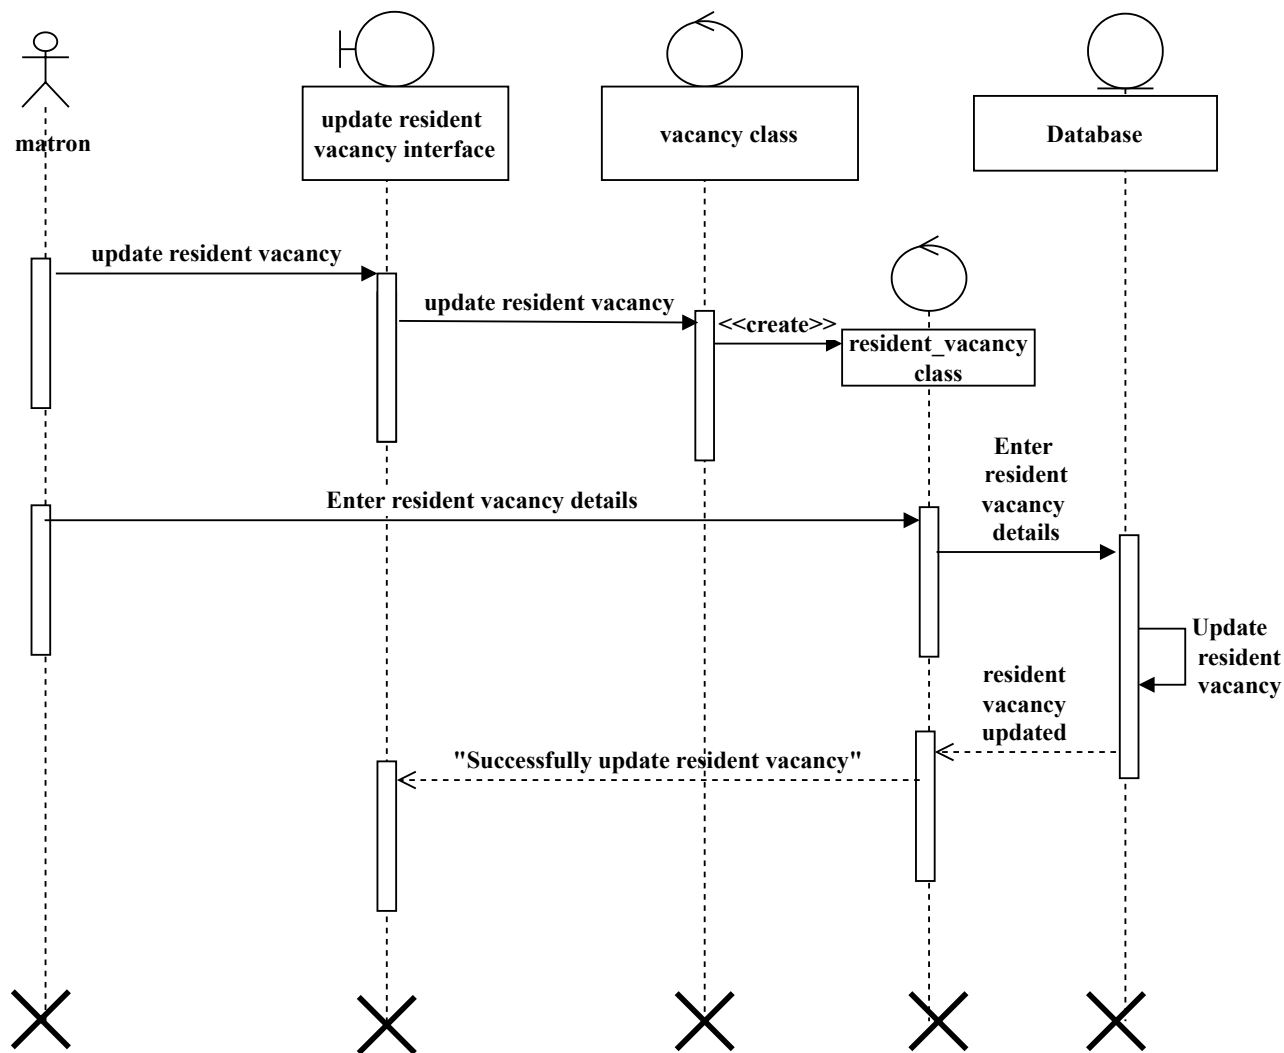 matron
update resident
vacancy interface
vacancy class
Database
update resident vacancy
update resident vacancy
<<create>>
resident_vacancy
class
Enter
resident
vacancy
details
Enter resident vacancy details
Update
resident
vacancy
resident
vacancy
updated
"Successfully update resident vacancy"